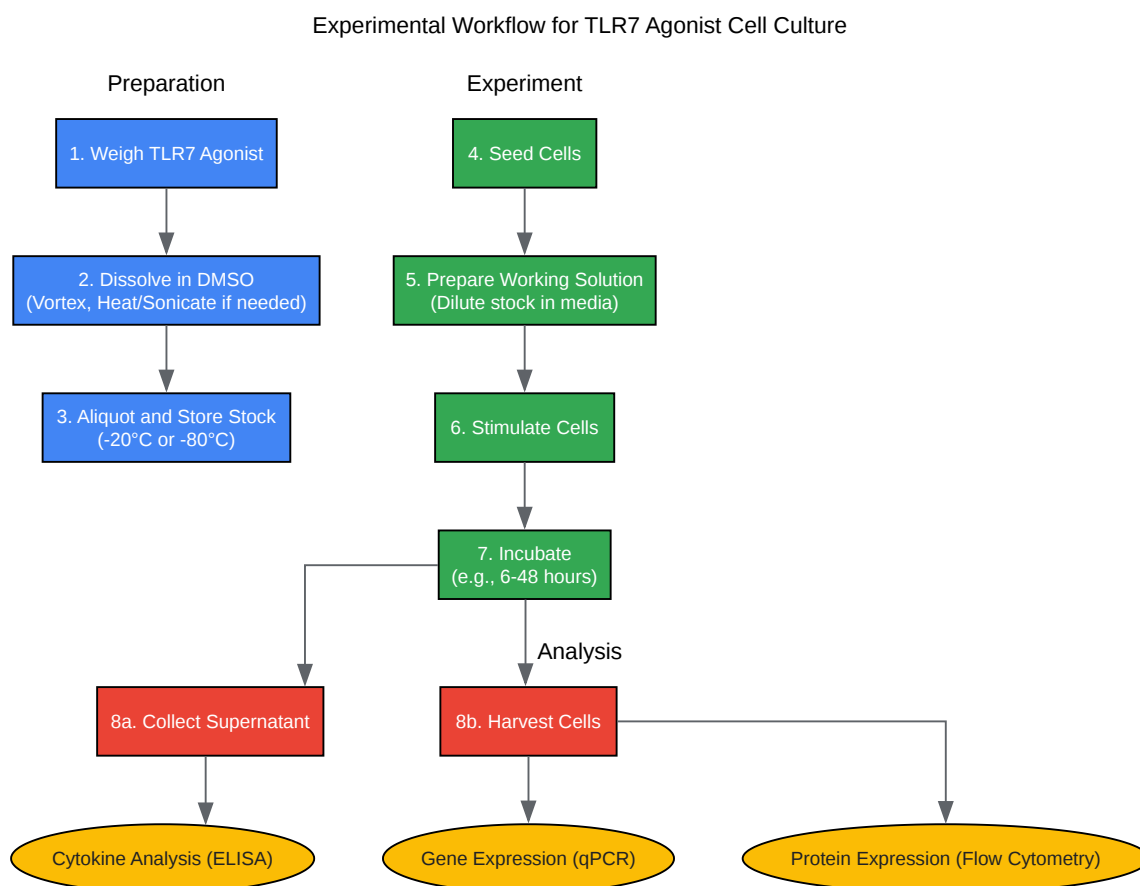 Experimental Workflow for TLR7 Agonist Cell Culture
Preparation
Experiment
1. Weigh TLR7 Agonist
4. Seed Cells
2. Dissolve in DMSO
(Vortex, Heat/Sonicate if needed)
5. Prepare Working Solution
(Dilute stock in media)
3. Aliquot and Store Stock
(-20°C or -80°C)
6. Stimulate Cells
7. Incubate
(e.g., 6-48 hours)
Analysis
8a. Collect Supernatant
8b. Harvest Cells
Cytokine Analysis (ELISA)
Gene Expression (qPCR)
Protein Expression (Flow Cytometry)